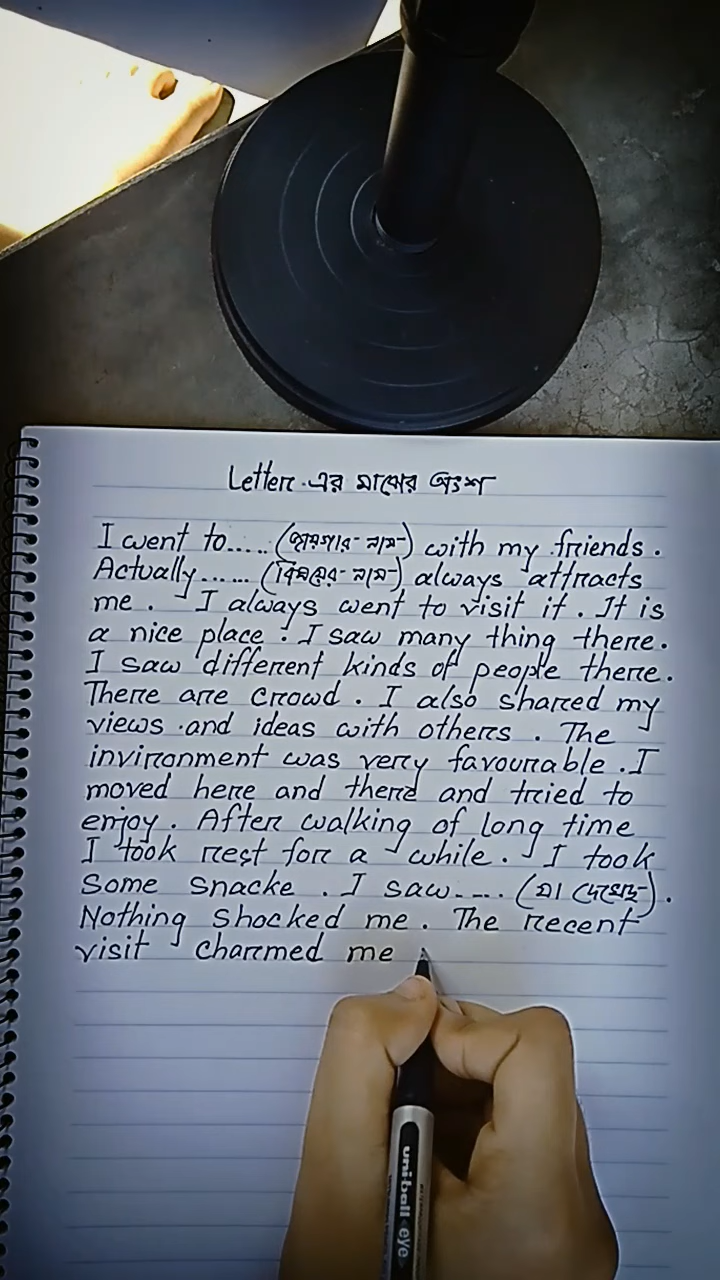 Letter এর মাঝের অংশ
I went to..... (জায়গার নাম) with my friends.
Actually...... (বিষয়ের নাম) always attracts
me. I always went to visit it. It is
a nice place. I saw many thing there.
I saw different kinds of people there.
There are crowd. I also shared my
views and ideas with others. The
invironment was very favourable. I
moved here and there and tried to
enjoy. After walking of long time
I took rest for a while. I took
some snacke. I saw.... (যা দেখেছ).
Nothing shocked me. The recent
visit charmed me
uni-ball eye